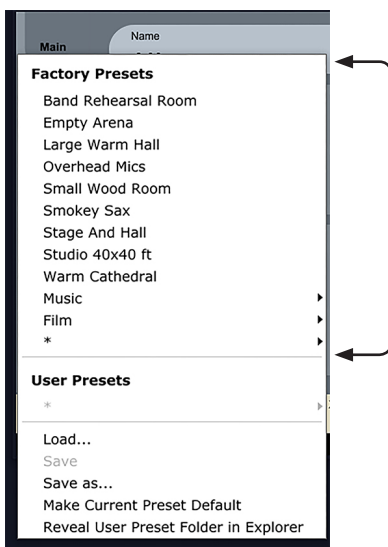 Name
Main
Factory Presets
Band Rehearsal Room
Empty Arena
Large Warm Hall
Overhead Mics
Small Wood Room
Smokey Sax
Stage And Hall
Studio 40x40 ft
Warm Cathedral
Music
Film
*
User Presets
*
Load...
Save
Save as...
Make Current Preset Default
Reveal User Preset Folder in Explorer